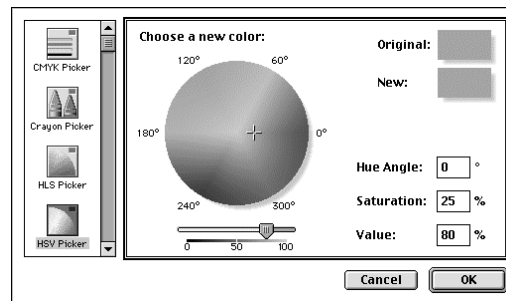 CMYK Picker
Crayon Picker
HLS Picker
HSV Picker
Choose a new color:
120°
60°
180°
0°
240°
300°
0
50
100
Original:
New:
Hue Angle: 0 °
Saturation: 25 %
Value: 80 %
Cancel
OK